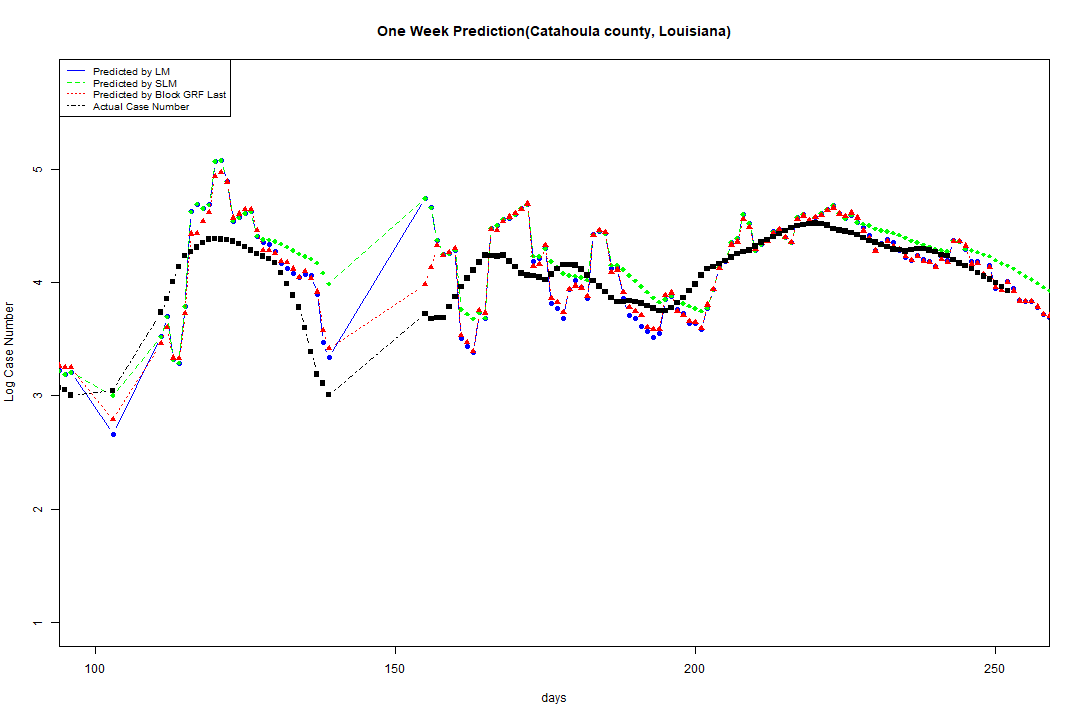 One Week Prediction(Catahoula county, Louisiana)
Predicted by LM
Predicted by SLM
Predicted by Block GRF Last
Actual Case Number
5
4
3
2
1
Log Case Number
100 150 200 250
days